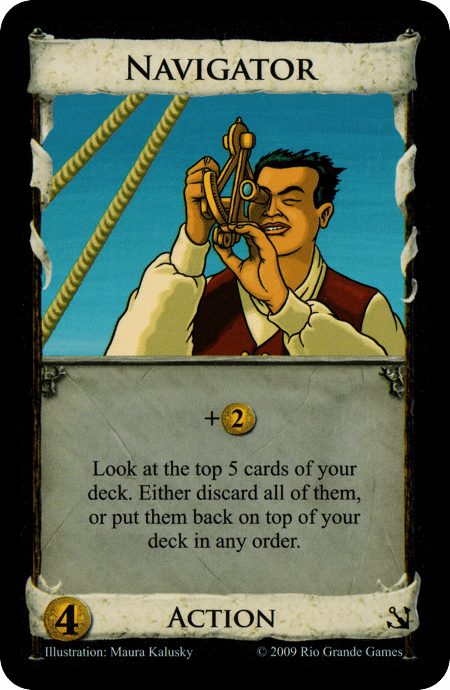 NAVIGATOR
+2
Look at the top 5 cards of your
deck. Either discard all of them,
or put them back on top of your
deck in any order.
4
ACTION
Illustration: Maura Kalusky
© 2009 Rio Grande Games